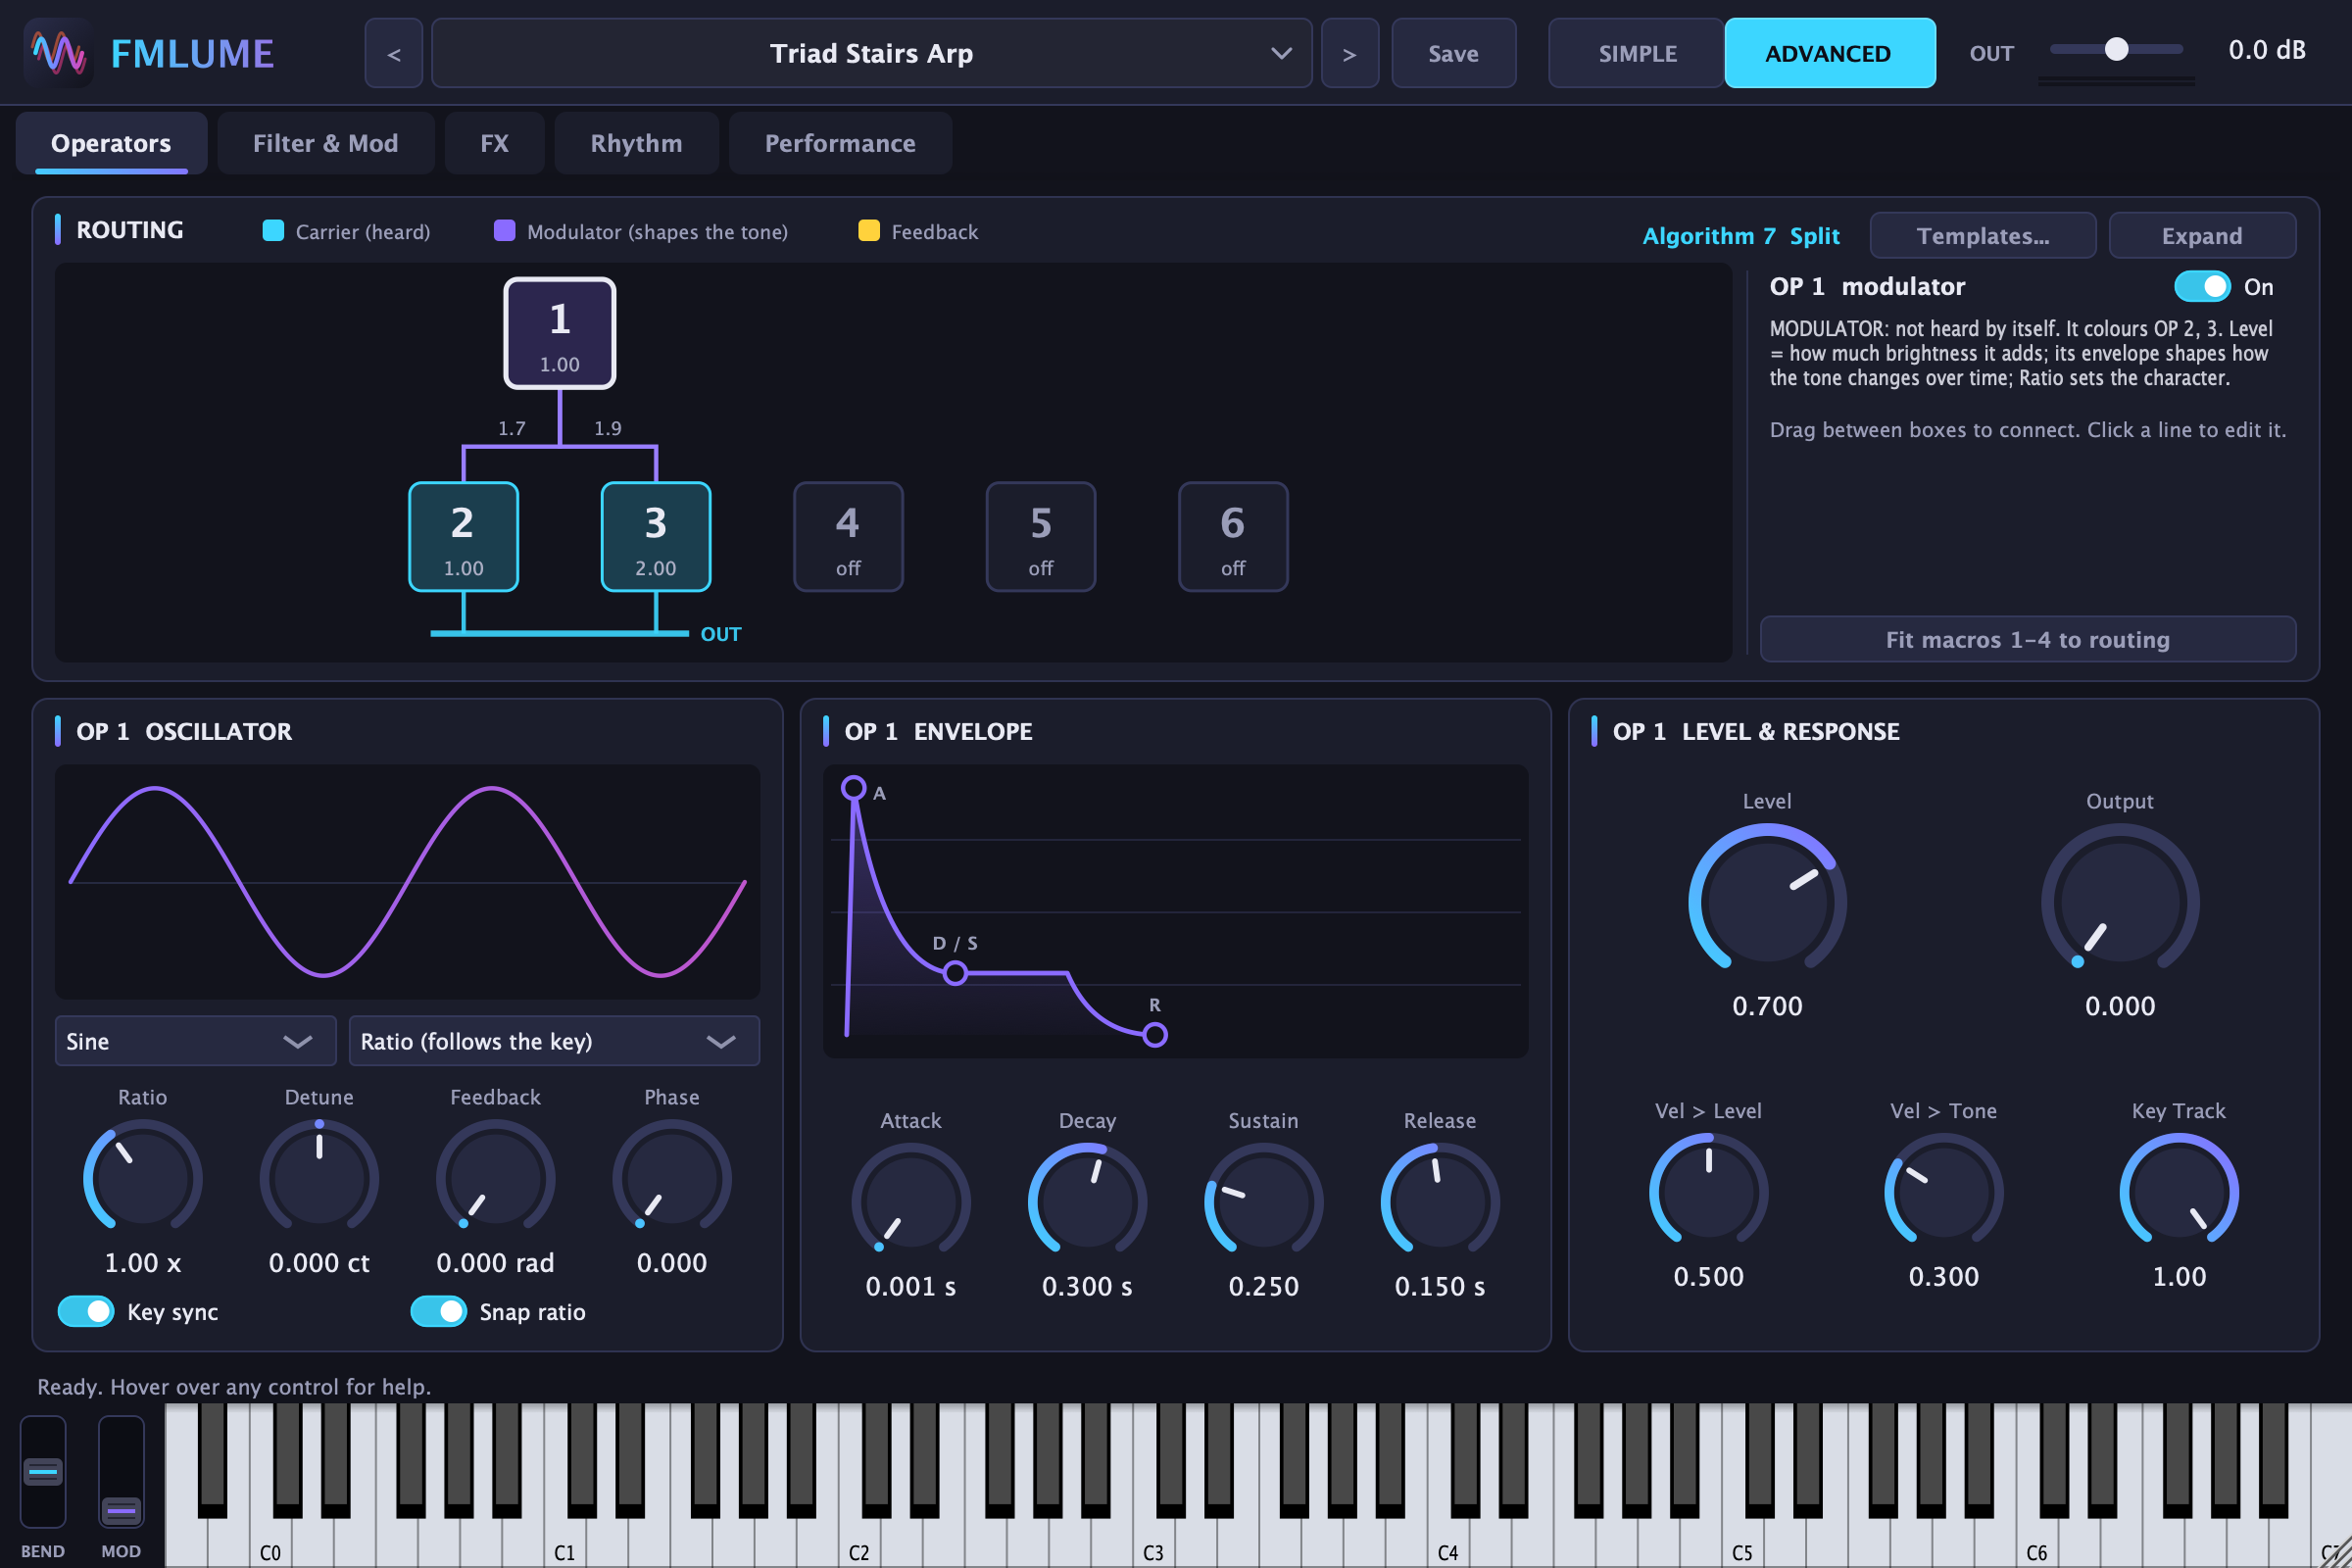 FMLUME
<
Triad Stairs Arp
>
Save
SIMPLE
ADVANCED
OUT
0.0 dB
Operators
Filter & Mod
FX
Rhythm
Performance
ROUTING
Carrier (heard)
Modulator (shapes the tone)
Feedback
Algorithm 7 Split
Templates...
Expand
1
1.00
1.7
1.9
2
1.00
3
2.00
4
off
5
off
6
off
OUT
OP 1 modulator
On
MODULATOR: not heard by itself. It colours OP 2, 3. Level
= how much brightness it adds; its envelope shapes how
the tone changes over time; Ratio sets the character.
Drag between boxes to connect. Click a line to edit it.
Fit macros 1-4 to routing
OP 1 OSCILLATOR
Sine
Ratio (follows the key)
Ratio
Detune
Feedback
Phase
1.00 x
0.000 ct
0.000 rad
0.000
Key sync
Snap ratio
OP 1 ENVELOPE
A
D / S
R
Attack
Decay
Sustain
Release
0.001 s
0.300 s
0.250
0.150 s
OP 1 LEVEL & RESPONSE
Level
Output
0.700
0.000
Vel > Level
Vel > Tone
Key Track
0.500
0.300
1.00
Ready. Hover over any control for help.
BEND
MOD
C0
C1
C2
C3
C4
C5
C6